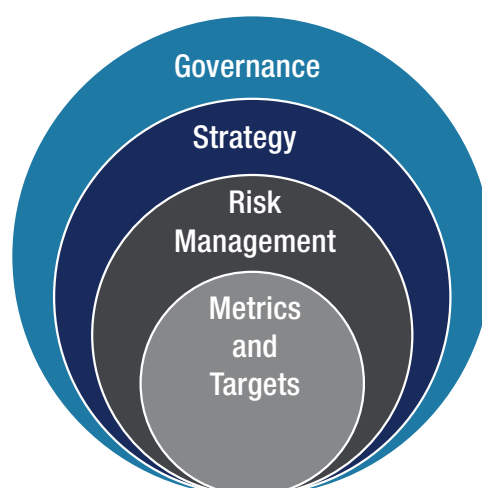 Governance
Strategy
Risk
Management
Metrics
and
Targets